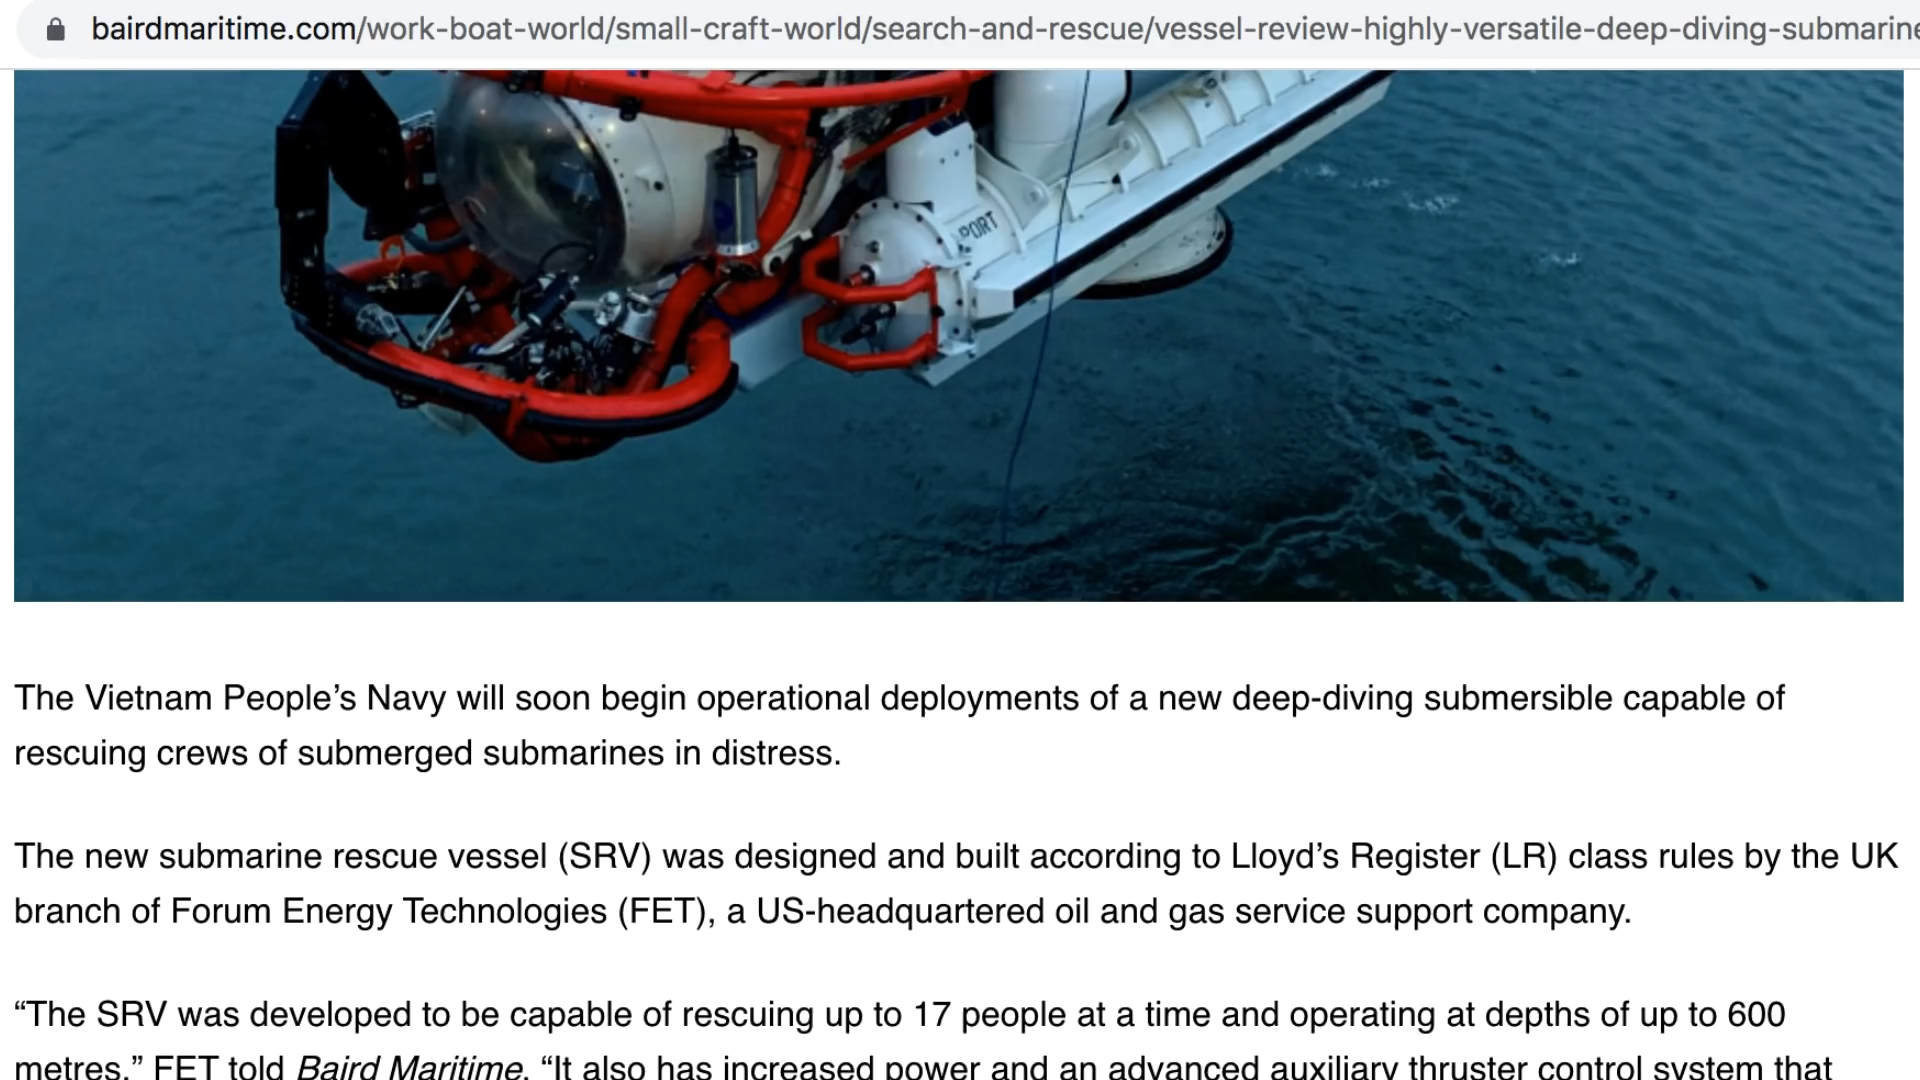 bairdmaritime.com/work-boat-world/small-craft-world/search-and-rescue/vessel-review-highly-versatile-deep-diving-submarine
PORT
The Vietnam People’s Navy will soon begin operational deployments of a new deep-diving submersible capable of
rescuing crews of submerged submarines in distress.
The new submarine rescue vessel (SRV) was designed and built according to Lloyd’s Register (LR) class rules by the UK
branch of Forum Energy Technologies (FET), a US-headquartered oil and gas service support company.
“The SRV was developed to be capable of rescuing up to 17 people at a time and operating at depths of up to 600
metres,” FET told Baird Maritime. “It also has increased power and an advanced auxiliary thruster control system that